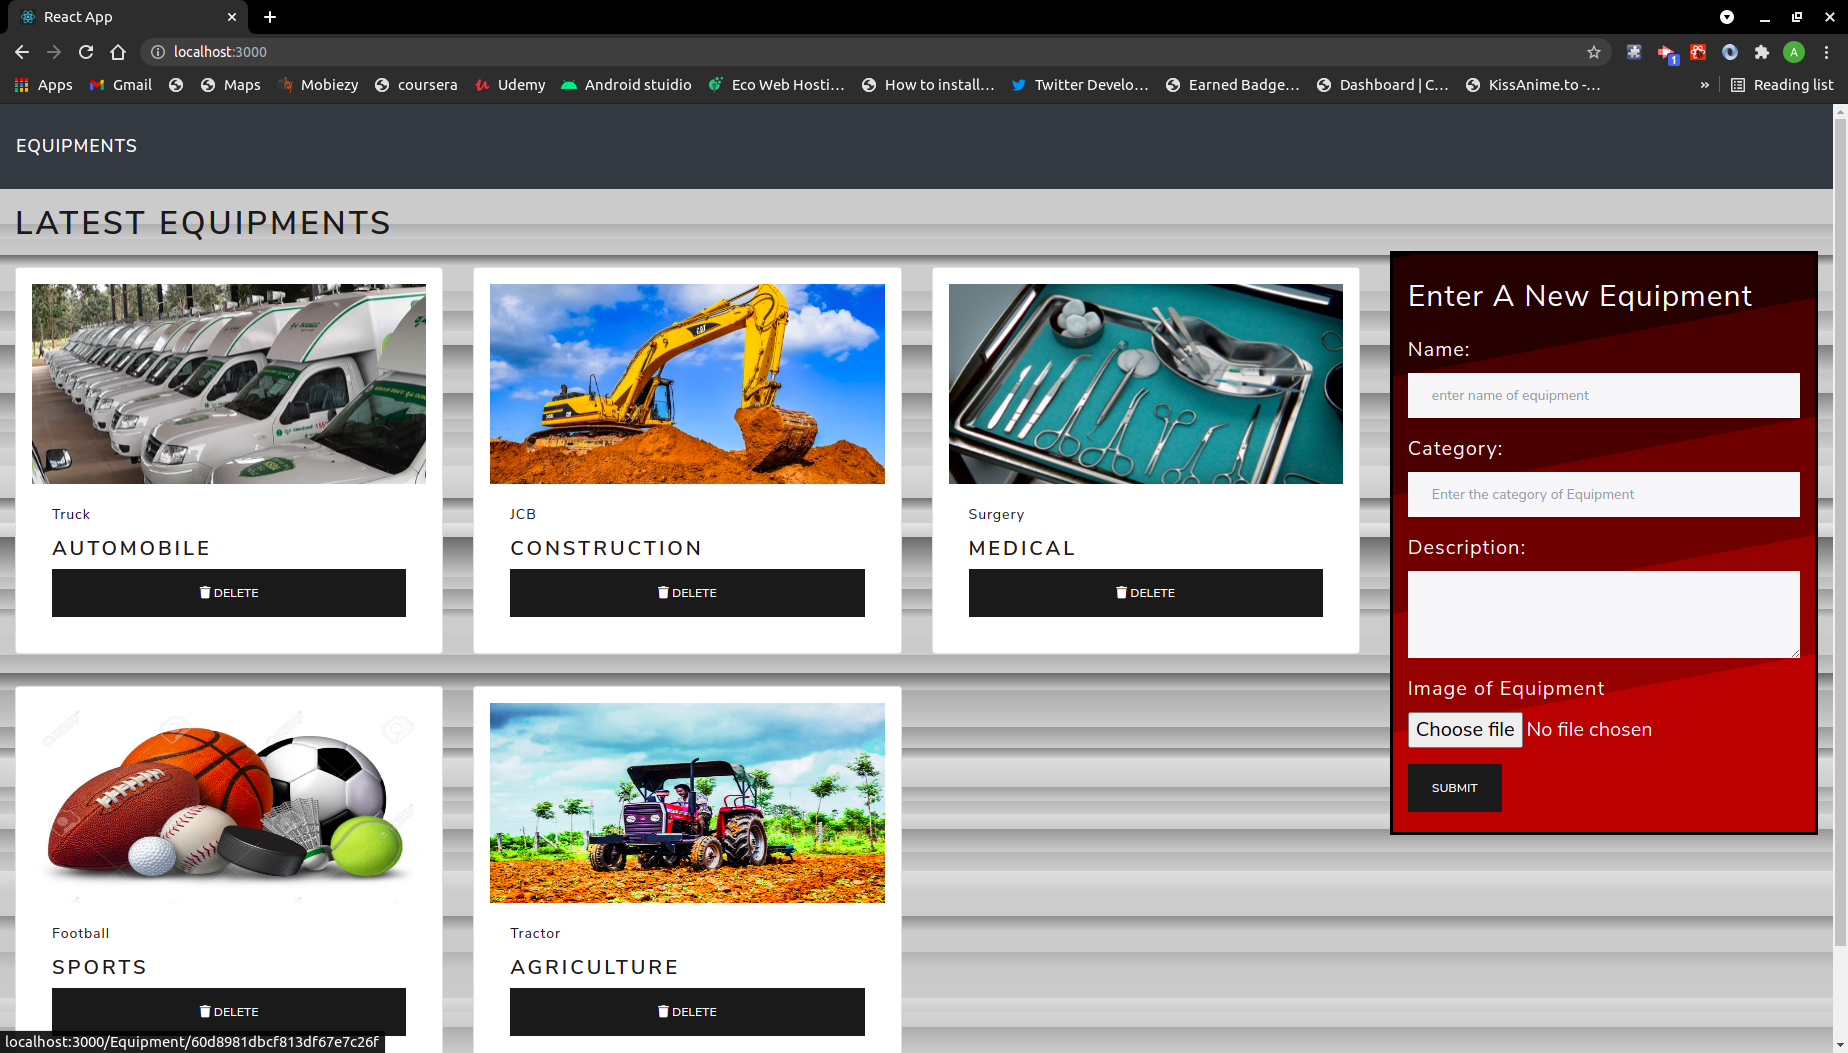 React App
localhost:3000
Apps
Gmail
Maps
Mobiezy
coursera
Udemy
Android stuidio
Eco Web Hosti...
How to install...
Twitter Develo...
Earned Badge...
Dashboard | C...
KissAnime.to -...
»
Reading list
1
A
EQUIPMENTS
LATEST EQUIPMENTS
CAT
Truck
AUTOMOBILE
DELETE
JCB
CONSTRUCTION
DELETE
Surgery
MEDICAL
DELETE
Football
SPORTS
DELETE
Tractor
AGRICULTURE
DELETE
Enter A New Equipment
Name:
enter name of equipment
Category:
Enter the category of Equipment
Description:
Image of Equipment
Choose file No file chosen
SUBMIT
localhost:3000/Equipment/60d8981dbcf813df67e7c26f